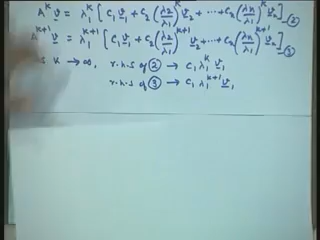 A^k v = λ₁^k [C₁ v₁ + C₂ (λ₂/λ₁)^k v₂ + ... + Cₙ (λₙ/λ₁)^k vₙ] — ②
A^{k+1} v = λ₁^{k+1} [C₁ v₁ + C₂ (λ₂/λ₁)^{k+1} v₂ + ... + Cₙ (λₙ/λ₁)^{k+1} vₙ] — ③
s k → ∞, r.h.s of ② → C₁ λ₁^k v₁
r.h.s of ③ → C₁ λ₁^{k+1} v₁